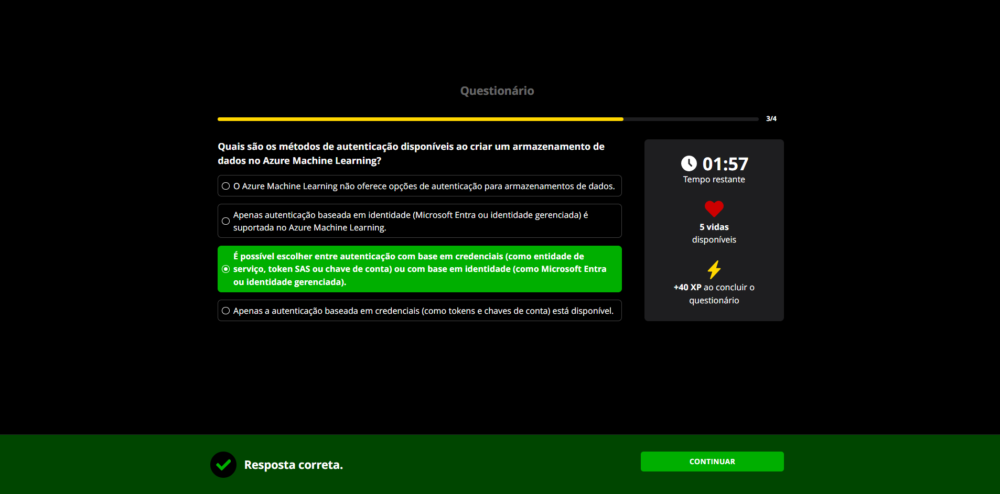 Questionário
3/4
Quais são os métodos de autenticação disponíveis ao criar um armazenamento de
dados no Azure Machine Learning?
O Azure Machine Learning não oferece opções de autenticação para armazenamentos de dados.
Apenas autenticação baseada em identidade (Microsoft Entra ou identidade gerenciada) é
suportada no Azure Machine Learning.
É possível escolher entre autenticação com base em credenciais (como entidade de
serviço, token SAS ou chave de conta) ou com base em identidade (como Microsoft Entra
ou identidade gerenciada).
Apenas a autenticação baseada em credenciais (como tokens e chaves de conta) está disponível.
01:57
Tempo restante
5 vidas
disponíveis
+40 XP ao concluir o
questionário
Resposta correta.
CONTINUAR